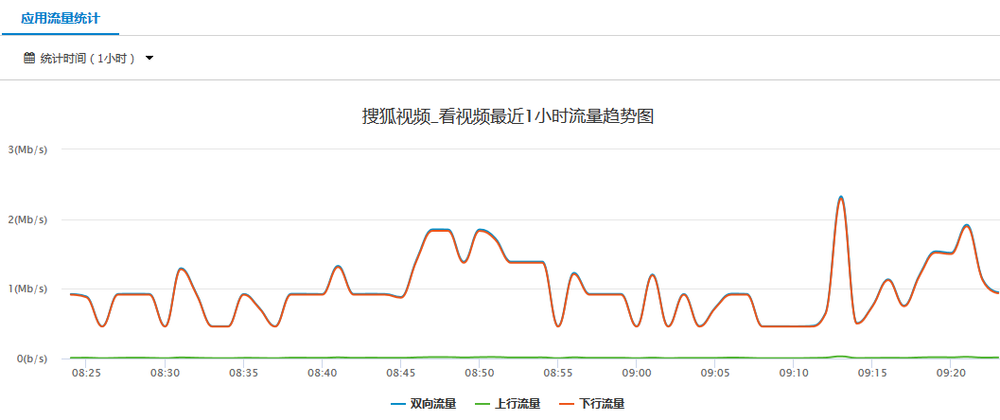 应用流量统计
统计时间（1小时）
搜狐视频_看视频最近1小时流量趋势图
3(Mb/s)
2(Mb/s)
1(Mb/s)
0(b/s)
08:25 08:30 08:35 08:40 08:45 08:50 08:55 09:00 09:05 09:10 09:15 09:20
双向流量 上行流量 下行流量